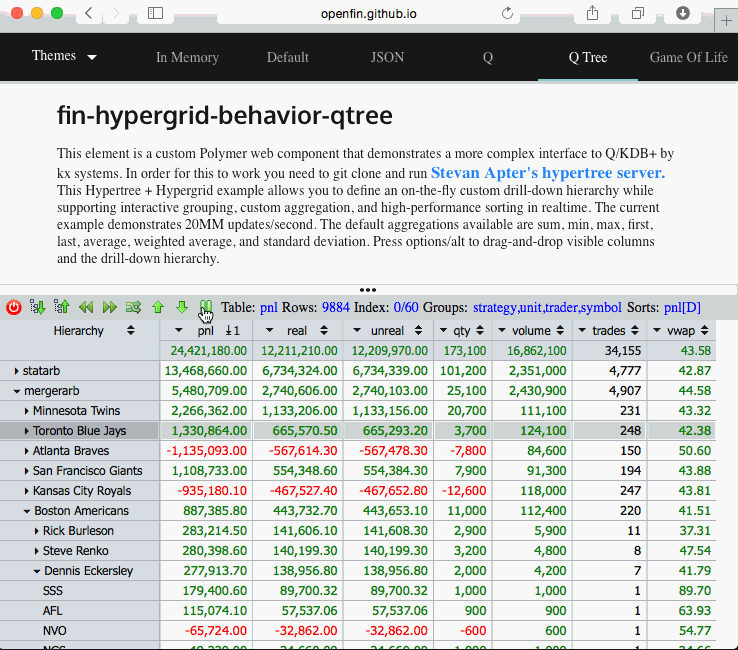 openfin.github.io
Themes In Memory Default JSON Q Q Tree Game Of Life
fin-hypergrid-behavior-qtree
This element is a custom Polymer web component that demonstrates a more complex interface to Q/KDB+ by
kx systems. In order for this to work you need to git clone and run Stevan Apter's hypertree server.
This Hypertree + Hypergrid example allows you to define an on-the-fly custom drill-down hierarchy while
supporting interactive grouping, custom aggregation, and high-performance sorting in realtime. The current
example demonstrates 20MM updates/second. The default aggregations available are sum, min, max, first,
last, average, weighted average, and standard deviation. Press options/alt to drag-and-drop visible columns
and the drill-down hierarchy.
Table: pnl Rows: 9884 Index: 0/60 Groups: strategy,unit,trader,symbol Sorts: pnl[D]
Hierarchy pnl 1 real unreal qty volume trades vwap
24,421,180.00 12,211,210.00 12,209,970.00 173,100 16,862,100 34,155 43.58
statarb 13,468,660.00 6,734,324.00 6,734,339.00 101,200 2,351,000 4,777 42.87
mergerarb 5,480,709.00 2,740,606.00 2,740,103.00 25,100 2,430,900 4,907 44.58
Minnesota Twins 2,266,362.00 1,133,206.00 1,133,156.00 20,700 111,100 231 43.32
Toronto Blue Jays 1,330,864.00 665,570.50 665,293.20 3,700 124,100 248 42.38
Atlanta Braves -1,135,093.00 -567,614.30 -567,478.30 -7,800 84,600 150 50.60
San Francisco Giants 1,108,733.00 554,348.60 554,384.30 7,900 91,300 194 43.88
Kansas City Royals -935,180.10 -467,527.40 -467,652.80 -12,600 118,000 247 43.81
Boston Americans 887,385.80 443,732.70 443,653.10 11,000 112,400 220 41.51
Rick Burleson 283,214.50 141,606.10 141,608.30 2,900 5,900 11 37.31
Steve Renko 280,398.60 140,199.30 140,199.30 3,200 4,800 8 47.54
Dennis Eckersley 277,913.70 138,956.80 138,956.80 2,000 4,200 7 41.79
SSS 179,400.60 89,700.32 89,700.32 1,000 1,000 1 89.70
AFL 115,074.10 57,537.06 57,537.06 900 900 1 63.93
NVO -65,724.00 -32,862.00 -32,862.00 -600 600 1 54.77